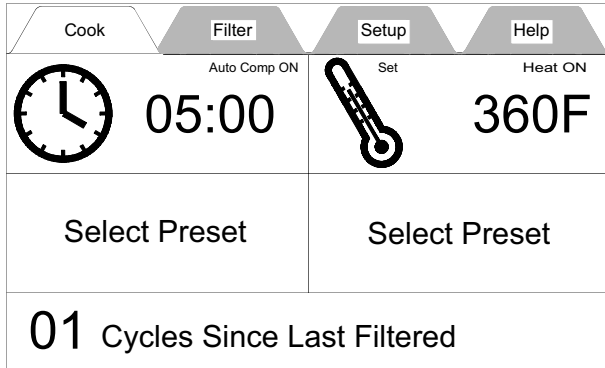 Cook Filter Setup Help
Auto Comp ON Set Heat ON
05:00 360F
Select Preset Select Preset
01 Cycles Since Last Filtered